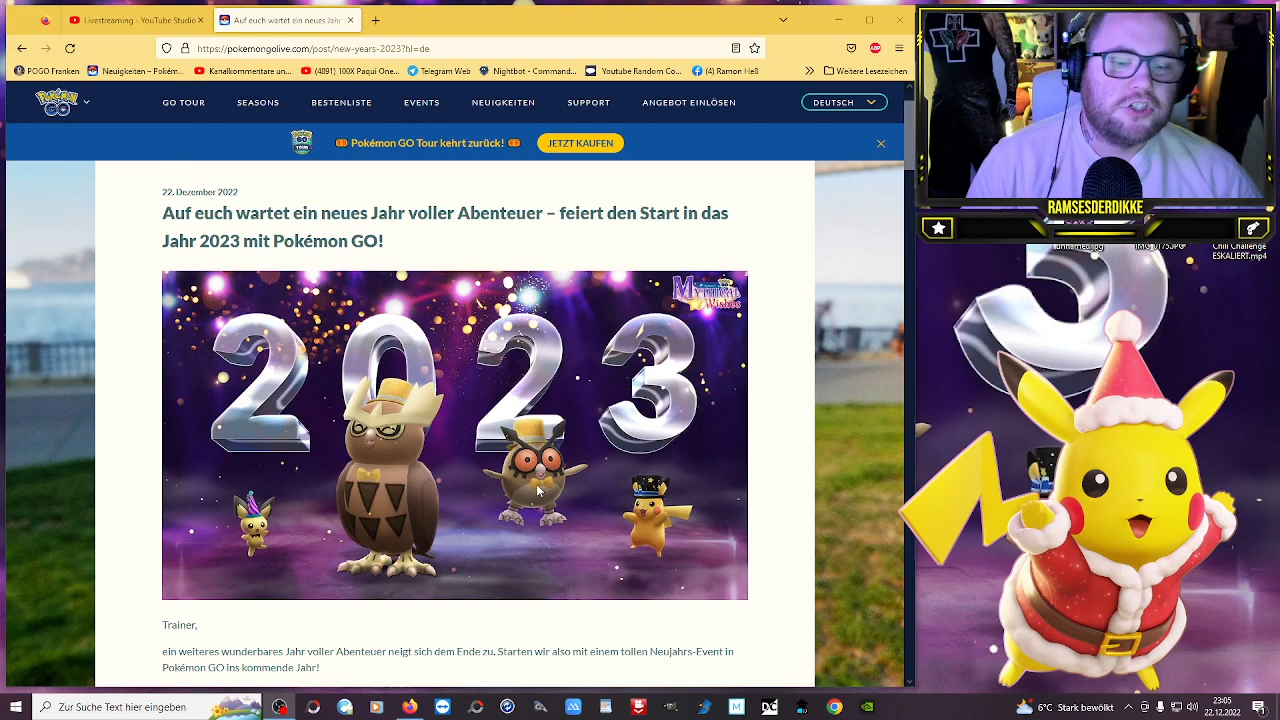 Livestreaming - YouTube Studio
Auf euch wartet ein neues Jahr
https://pokemongolive.com/post/new-years-2023?hl=de
POGO Franken
Neuigkeiten – Pokém...
Kanalkommentare un...
(4891) 100X Paqui One...
Telegram Web
Nightbot - Command...
Youtube Random Co...
(4) Ramon Heß
Weitere Lesezeichen
POKÉMON GO
GO TOUR
SEASONS
BESTENLISTE
EVENTS
NEUIGKEITEN
SUPPORT
ANGEBOT EINLÖSEN
DEUTSCH
Pokémon GO Tour kehrt zurück!
JETZT KAUFEN
22. Dezember 2022
Auf euch wartet ein neues Jahr voller Abenteuer – feiert den Start in das
Jahr 2023 mit Pokémon GO!
Mythical
Wishes
2023
Trainer,
ein weiteres wunderbares Jahr voller Abenteuer neigt sich dem Ende zu. Starten wir also mit einem tollen Neujahrs-Event in
Pokémon GO ins kommende Jahr!
RAMSESDERDIKKE
Chili Challenge
ESKALIERT.mp4
3
Zur Suche Text hier eingeben
6°C Stark bewölkt
23:05
22.12.2022